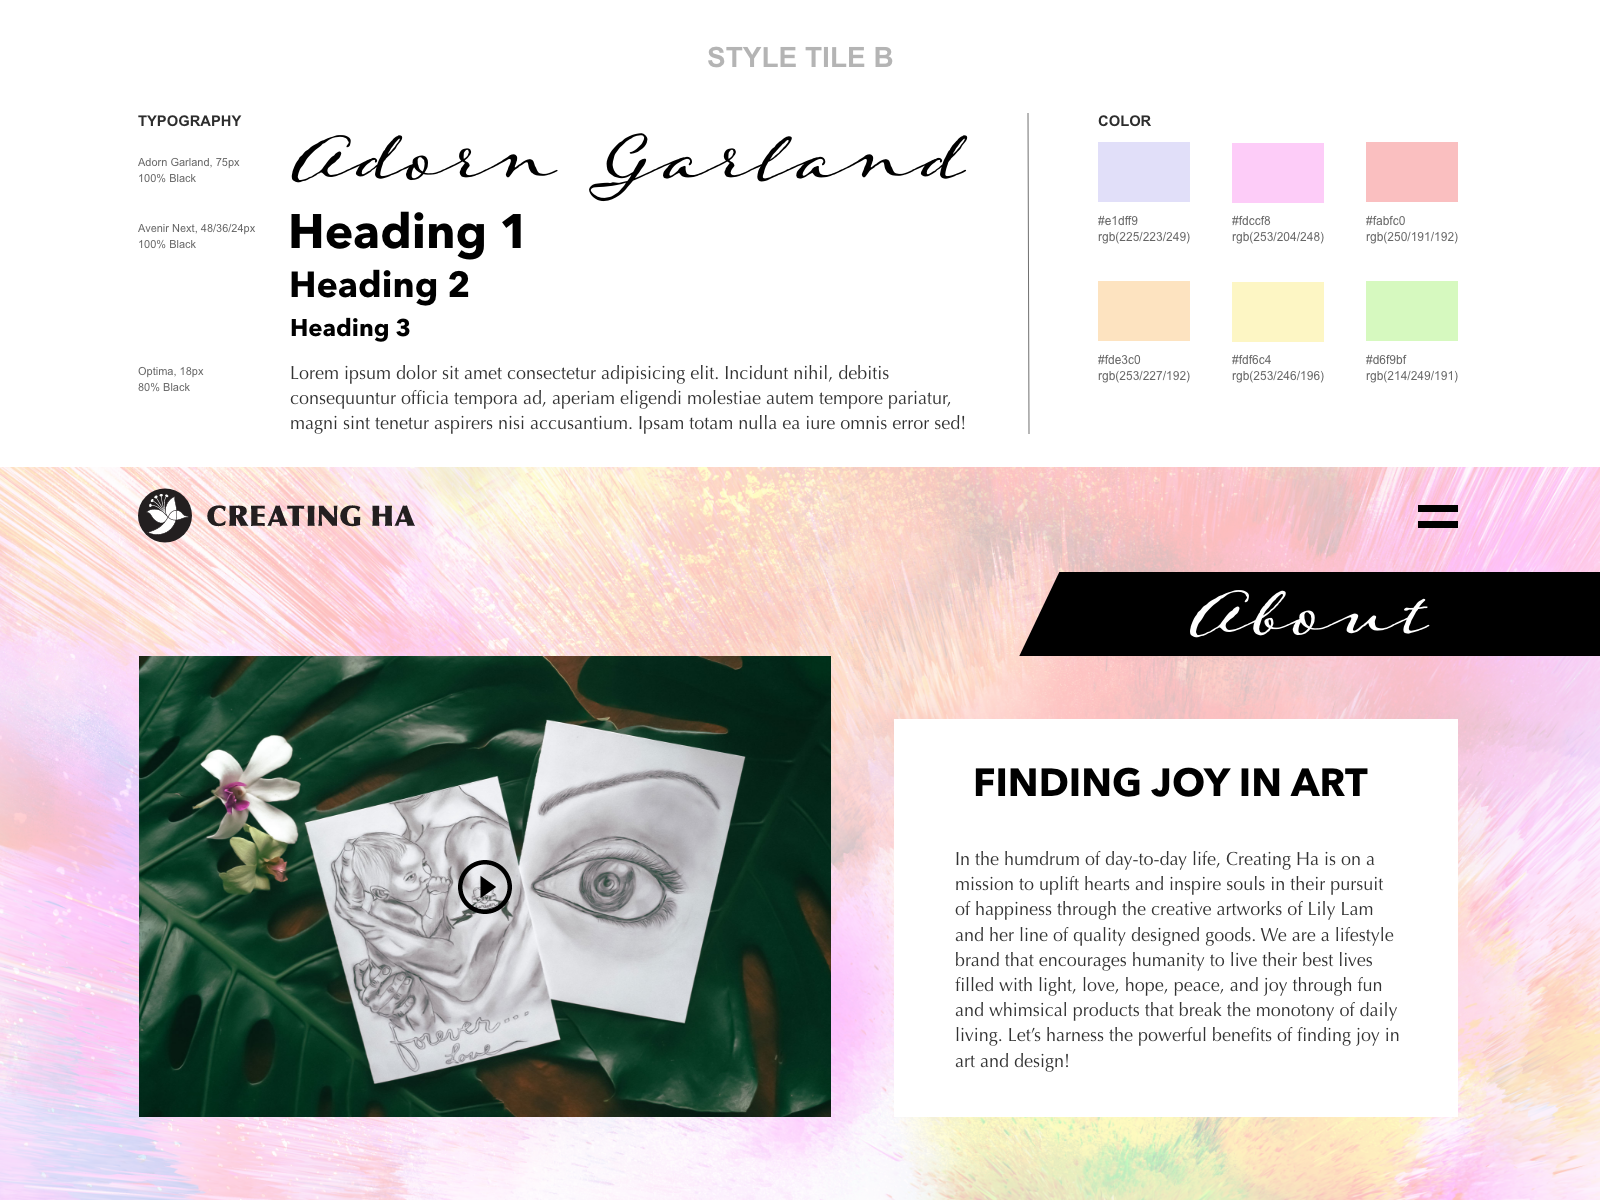 STYLE TILE B
TYPOGRAPHY
Adorn Garland, 75px
100% Black
Adorn Garland
Avenir Next, 48/36/24px
100% Black
Heading 1
Heading 2
Heading 3
Optima, 18px
80% Black
Lorem ipsum dolor sit amet consectetur adipisicing elit. Incidunt nihil, debitis
consequuntur officia tempora ad, aperiam eligendi molestiae autem tempore pariatur,
magni sint tenetur aspirers nisi accusantium. Ipsam totam nulla ea iure omnis error sed!
COLOR
#e1dff9
rgb(225/223/249)
#fdccf8
rgb(253/204/248)
#fabfc0
rgb(250/191/192)
#fde3c0
rgb(253/227/192)
#fdf6c4
rgb(253/246/196)
#d6f9bf
rgb(214/249/191)
CREATING HA
About
forever...
Love
FINDING JOY IN ART
In the humdrum of day-to-day life, Creating Ha is on a
mission to uplift hearts and inspire souls in their pursuit
of happiness through the creative artworks of Lily Lam
and her line of quality designed goods. We are a lifestyle
brand that encourages humanity to live their best lives
filled with light, love, hope, peace, and joy through fun
and whimsical products that break the monotony of daily
living. Let’s harness the powerful benefits of finding joy in
art and design!